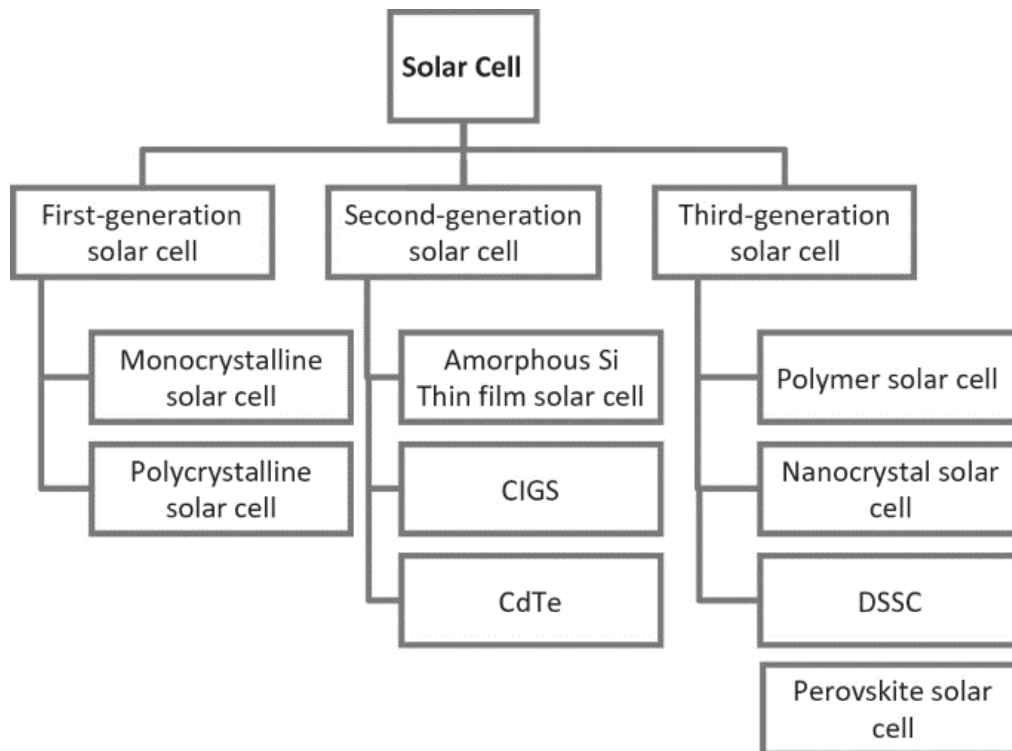 Solar Cell
First-generation
solar cell
Second-generation
solar cell
Third-generation
solar cell
Monocrystalline
solar cell
Polycrystalline
solar cell
Amorphous Si
Thin film solar cell
CIGS
CdTe
Polymer solar cell
Nanocrystal solar
cell
DSSC
Perovskite solar
cell